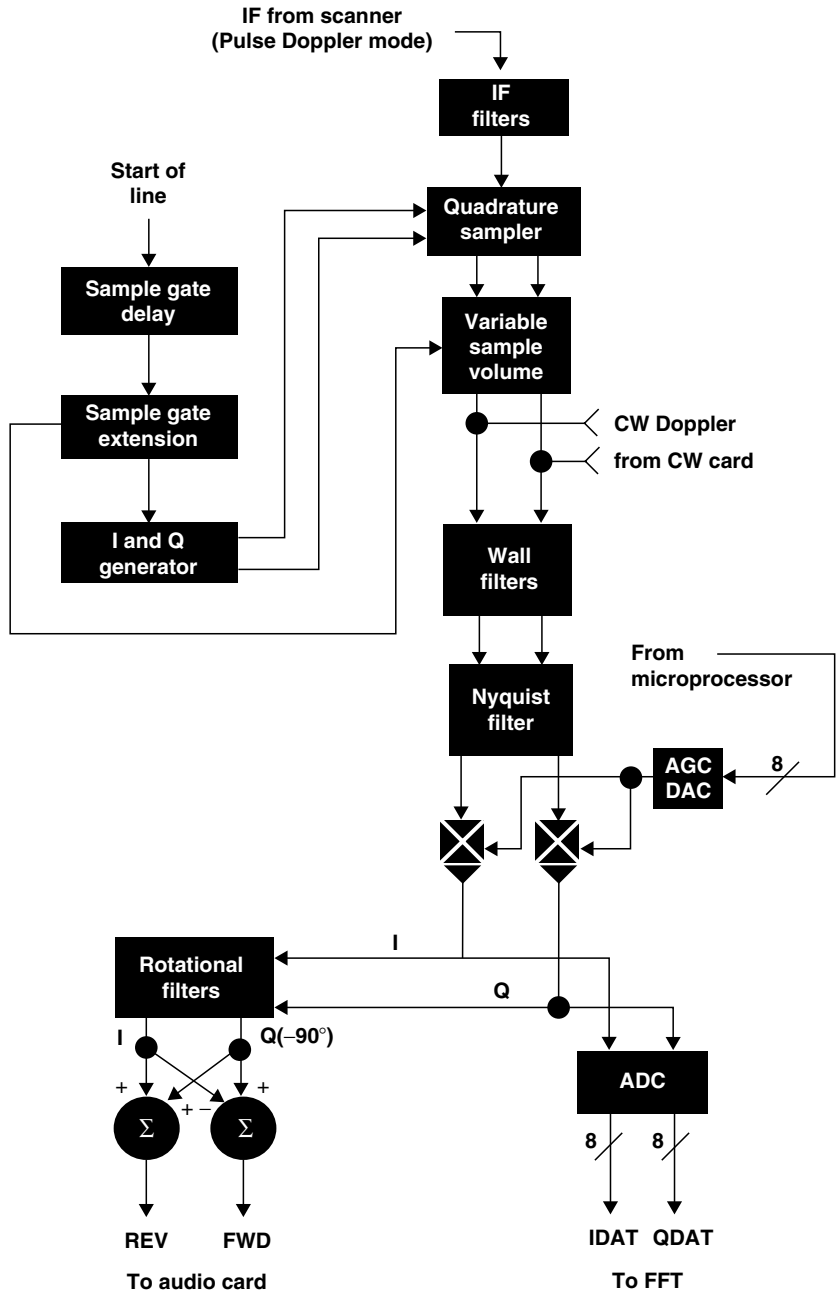 IF from scanner
(Pulse Doppler mode)
IF
filters
Start of
line
Quadrature
sampler
Sample gate
delay
Variable
sample
volume
Sample gate
extension
CW Doppler
from CW card
I and Q
generator
Wall
filters
From
microprocessor
Nyquist
filter
AGC
DAC
8
I
Rotational
filters
Q
I
Q(–90°)
ADC
+
+ –
+
Σ
Σ
8
8
REV
FWD
IDAT
QDAT
To audio card
To FFT